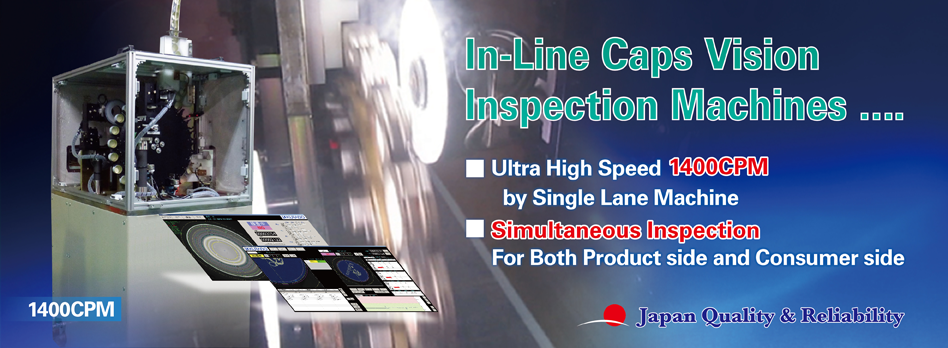 In-Line Caps Vision
Inspection Machines ....
Ultra High Speed 1400CPM
by Single Lane Machine
Simultaneous Inspection
For Both Product side and Consumer side
1400CPM
Japan Quality & Reliability